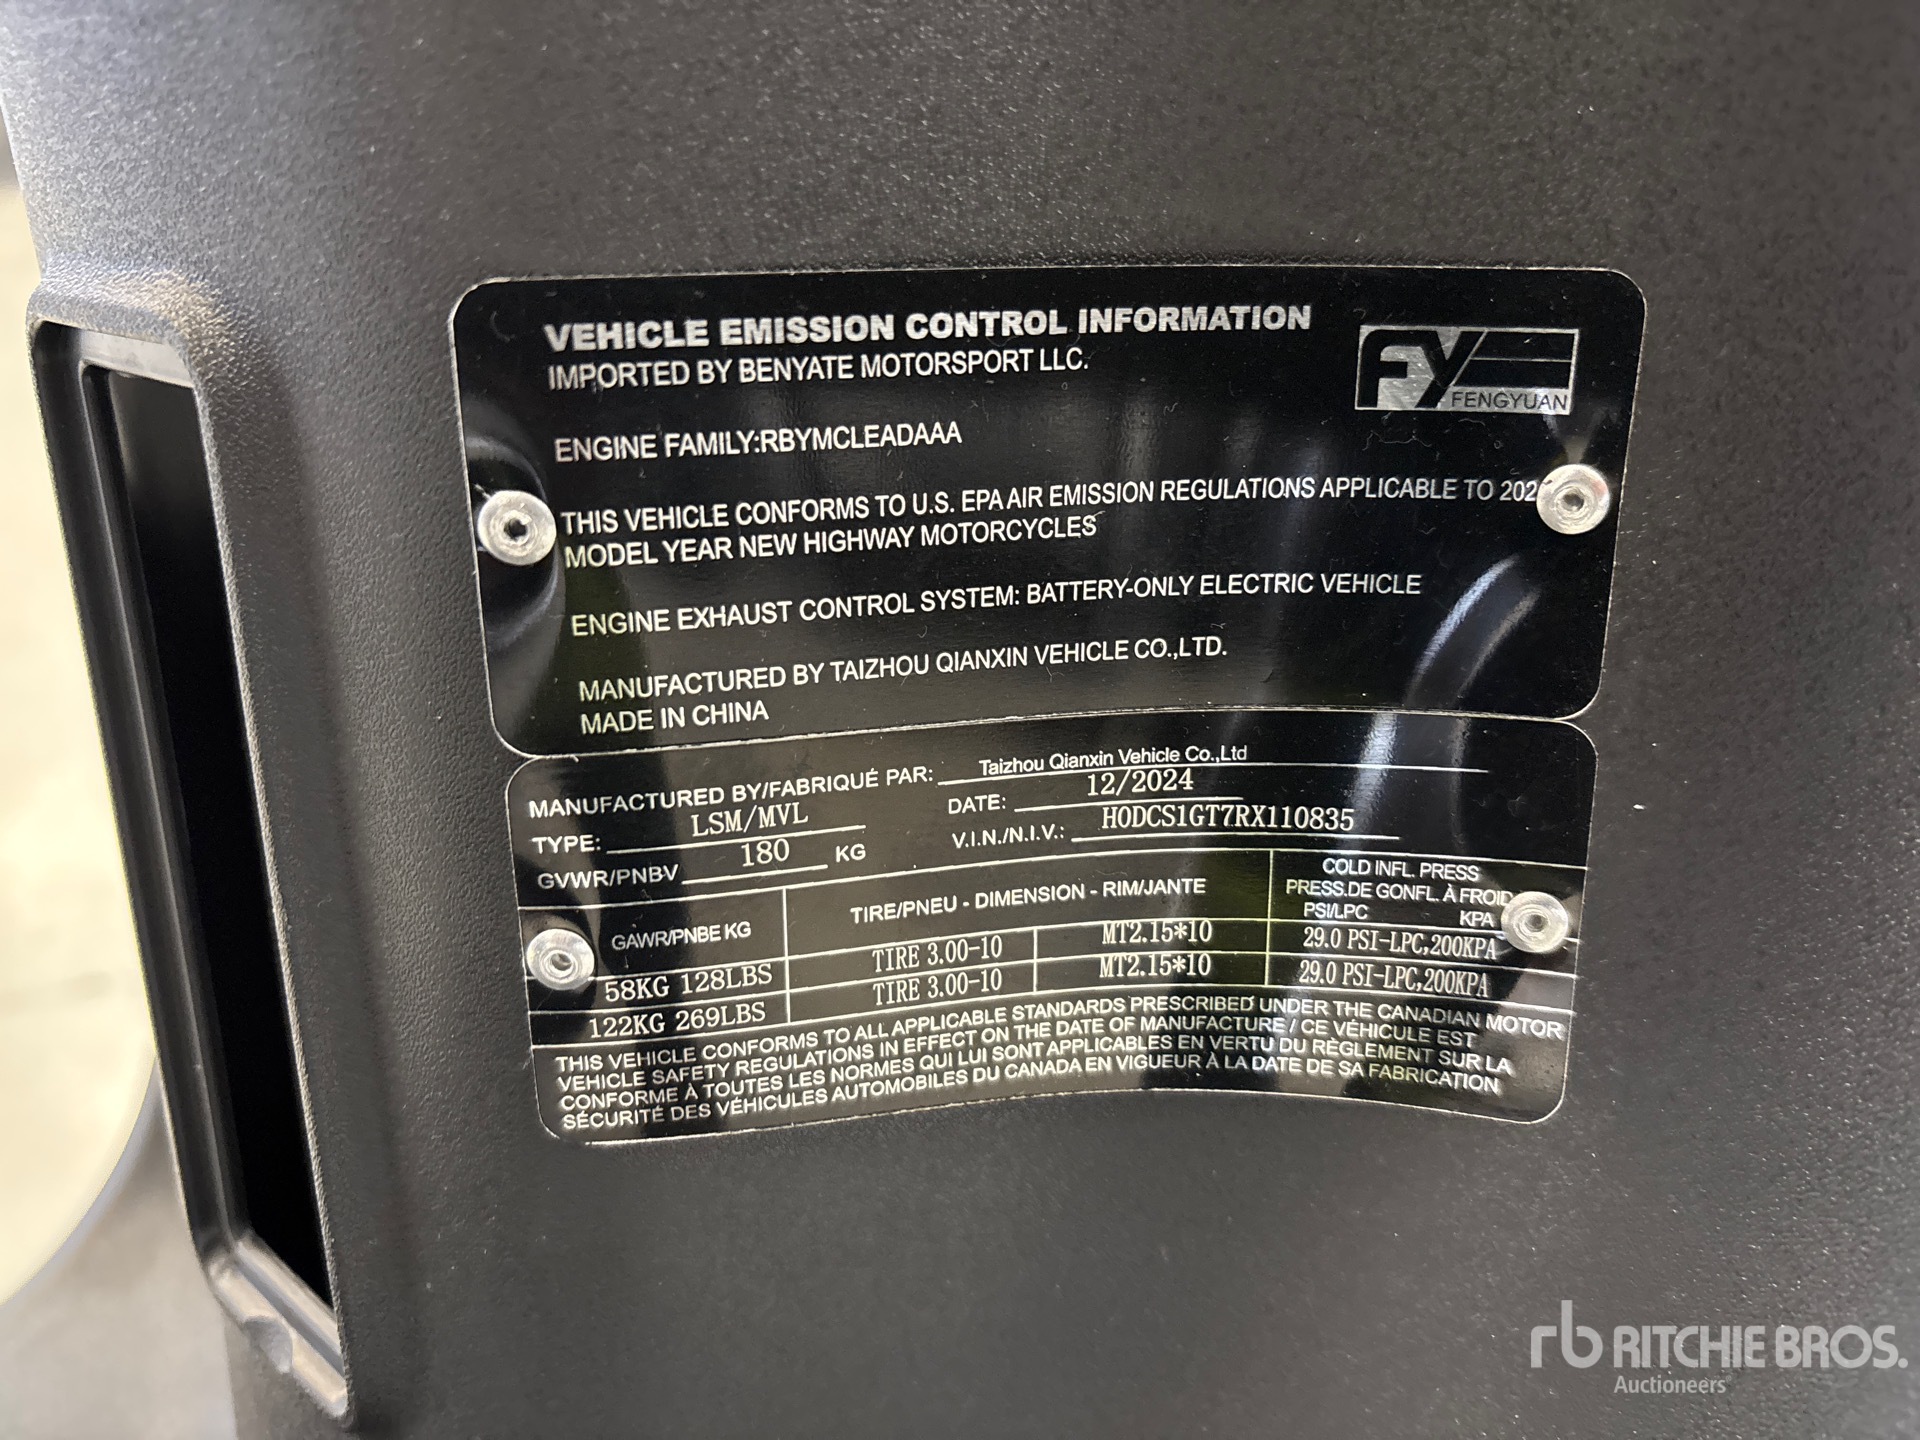 VEHICLE EMISSION CONTROL INFORMATION
IMPORTED BY BENYATE MOTORSPORT LLC.
FY
FENGYUAN
ENGINE FAMILY:RBYMCLEADAAA
THIS VEHICLE CONFORMS TO U.S. EPA AIR EMISSION REGULATIONS APPLICABLE TO 202
MODEL YEAR NEW HIGHWAY MOTORCYCLES
ENGINE EXHAUST CONTROL SYSTEM: BATTERY-ONLY ELECTRIC VEHICLE
MANUFACTURED BY TAIZHOU QIANXIN VEHICLE CO.,LTD.
MADE IN CHINA
MANUFACTURED BY/FABRIQUÉ PAR: Taizhou Qianxin Vehicle Co.,Ltd
TYPE: LSM/MVL DATE: 12/2024
GVWR/PNBV 180 KG V.I.N./N.I.V.: H0DCS1GT7RX110835
GAWR/PNBE KG TIRE/PNEU - DIMENSION - RIM/JANTE COLD INFL. PRESS
PRESS.DE GONFL. À FROID
PSI/LPC KPA
58KG 128LBS TIRE 3.00-10 MT2.15*10 29.0 PSI-LPC,200KPA
122KG 269LBS TIRE 3.00-10 MT2.15*10 29.0 PSI-LPC,200KPA
THIS VEHICLE CONFORMS TO ALL APPLICABLE STANDARDS PRESCRIBED UNDER THE CANADIAN MOTOR
VEHICLE SAFETY REGULATIONS IN EFFECT ON THE DATE OF MANUFACTURE / CE VÉHICULE EST
CONFORME À TOUTES LES NORMES QUI LUI SONT APPLICABLES EN VERTU DU RÈGLEMENT SUR LA
SÉCURITÉ DES VÉHICULES AUTOMOBILES DU CANADA EN VIGUEUR À LA DATE DE SA FABRICATION
rb RITCHIE BROS.
Auctioneers